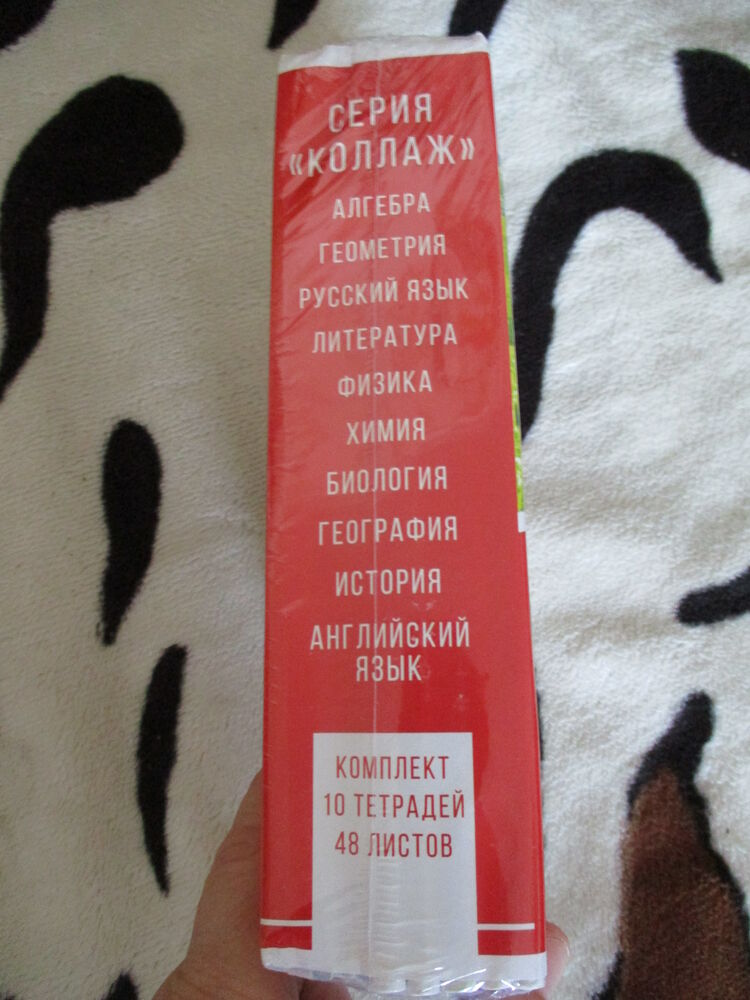 СЕРИЯ
«КОЛЛАЖ»
АЛГЕБРА
ГЕОМЕТРИЯ
РУССКИЙ ЯЗЫК
ЛИТЕРАТУРА
ФИЗИКА
ХИМИЯ
БИОЛОГИЯ
ГЕОГРАФИЯ
ИСТОРИЯ
АНГЛИЙСКИЙ
ЯЗЫК
КОМПЛЕКТ
10 ТЕТРАДЕЙ
48 ЛИСТОВ